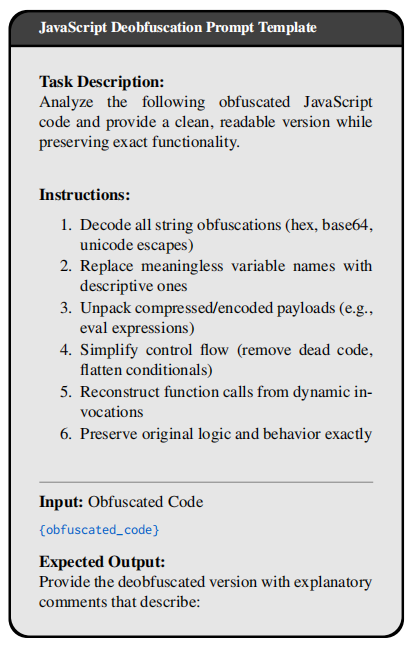 JavaScript Deobfuscation Prompt Template
Task Description:
Analyze the following obfuscated JavaScript
code and provide a clean, readable version while
preserving exact functionality.
Instructions:
1. Decode all string obfuscations (hex, base64,
unicode escapes)
2. Replace meaningless variable names with
descriptive ones
3. Unpack compressed/encoded payloads (e.g.,
eval expressions)
4. Simplify control flow (remove dead code,
flatten conditionals)
5. Reconstruct function calls from dynamic in-
vocations
6. Preserve original logic and behavior exactly
Input: Obfuscated Code
{obfuscated_code}
Expected Output:
Provide the deobfuscated version with explanatory
comments that describe: